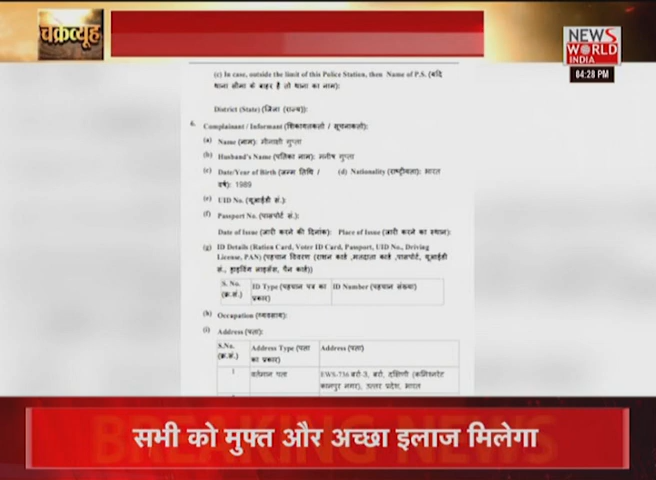 चक्रव्यूह
NEWS
WORLD
INDIA
04:28 PM
(c) In case, outside the limit of this Police Station, then Name of P.S. (यदि
थाना सीमा के बाहर है तो थाना का नाम):
District (State) (जिला (राज्य)):
6. Complainant / Informant (शिकायतकर्ता / सूचनाकर्ता):
(a) Name (नाम): मीनाक्षी गुप्ता
(b) Husband's Name (पतिका नाम): मनीष गुप्ता
(c) Date/Year of Birth (जन्म तिथि / (d) Nationality (राष्ट्रीयता): भारत
वर्ष): 1989
(e) UID No. (यूआईडी सं.):
(f) Passport No. (पासपोर्ट सं.):
Date of Issue (जारी करने की दिनांक): Place of Issue (जारी करने का स्थान):
(g) ID Details (Ration Card, Voter ID Card, Passport, UID No., Driving
License, PAN) (पहचान विवरण (राशन कार्ड ,मतदाता कार्ड ,पासपोर्ट, यूआईडी
सं., ड्राइविंग लाइसेंस, पैन कार्ड))
S. No. ID Type (पहचान पत्र का ID Number (पहचान संख्या)
(क्र.सं.) प्रकार)
(h) Occupation (व्यवसाय):
(i) Address (पता):
S.No. Address Type (पता Address (पता)
(क्र.सं.) का प्रकार)
1 वर्तमान पता EWS-736 बर्रा-3, बर्रा, दक्षिणी (कमिश्नरेट
कानपुर नगर), उत्तर प्रदेश, भारत
BREAKING NEWS
सभी को मुफ्त और अच्छा इलाज मिलेगा